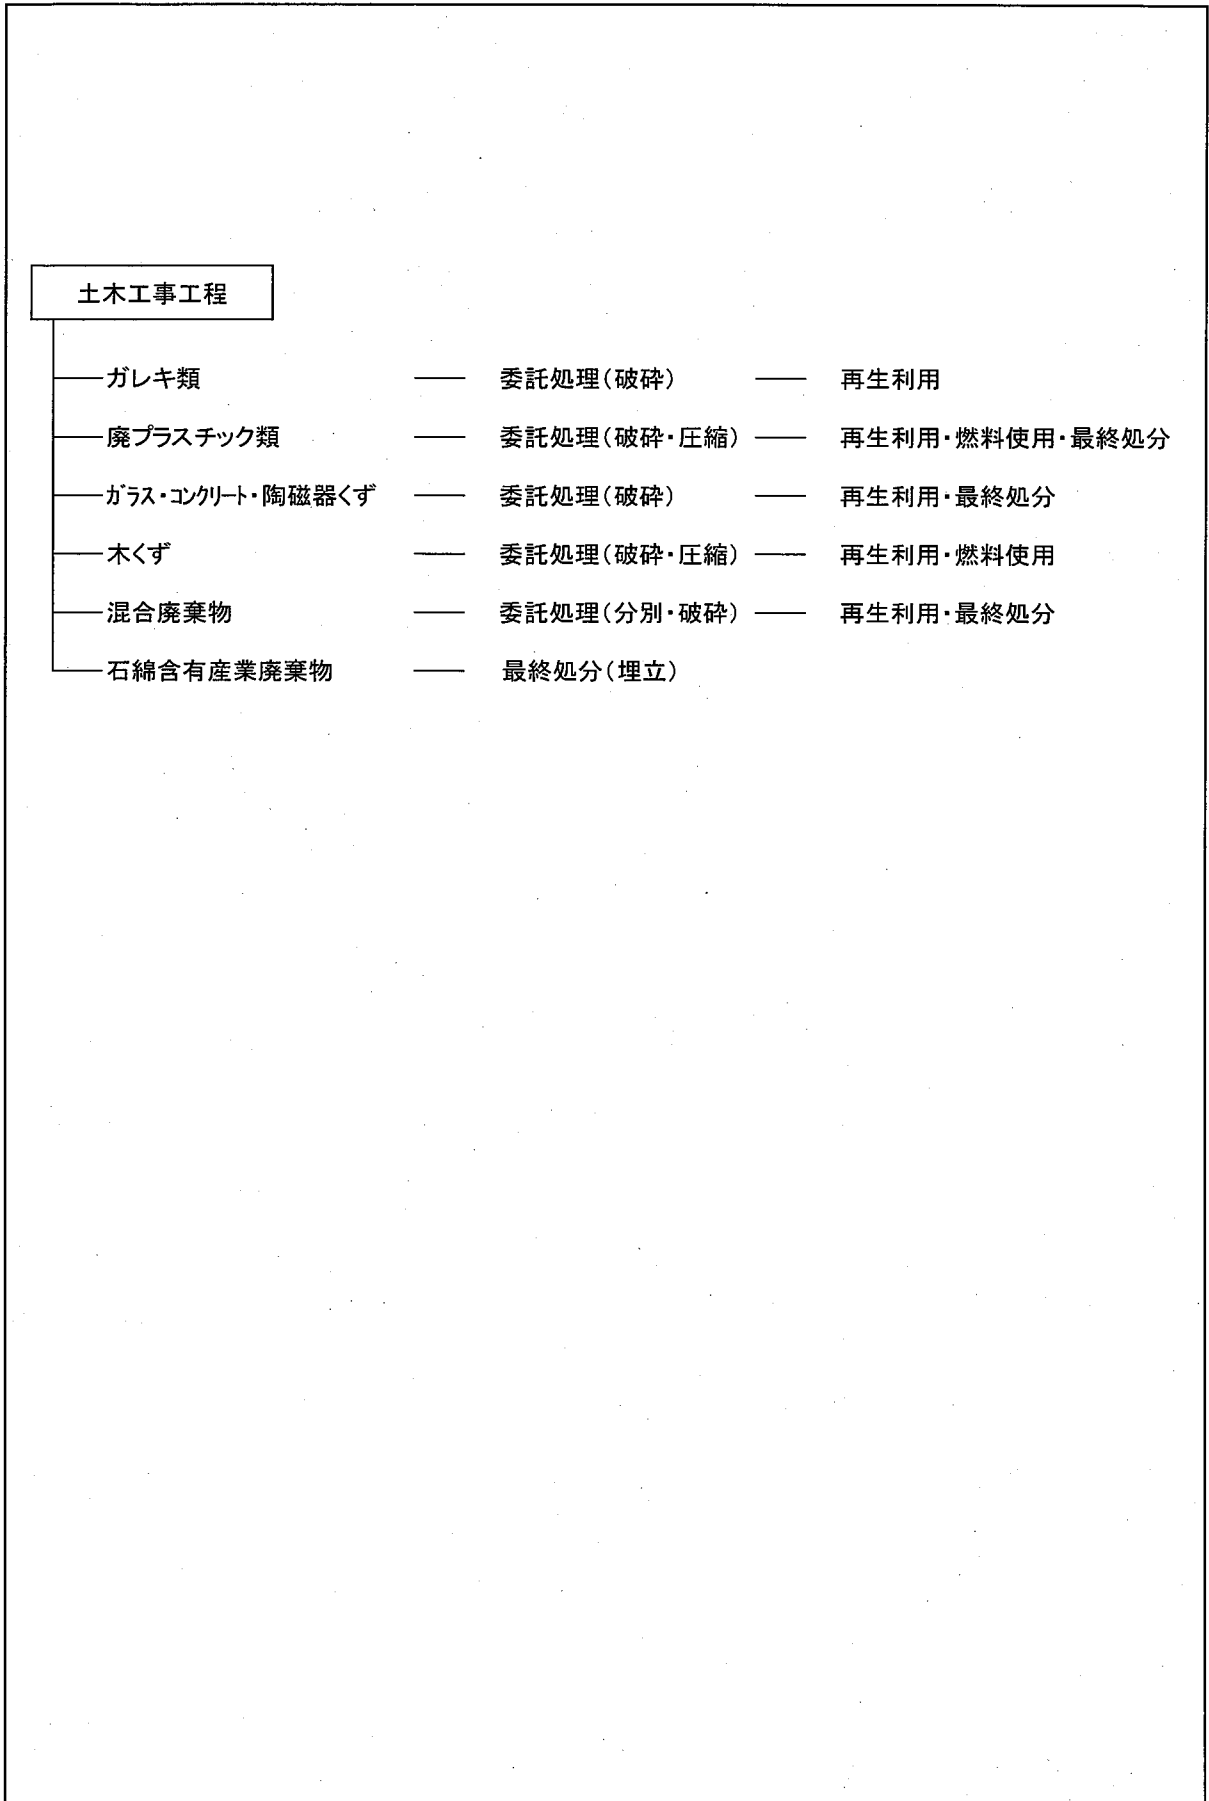 土木工事工程
ガレキ類 委託処理(破砕) 再生利用
廃プラスチック類 委託処理(破砕・圧縮) 再生利用・燃料使用・最終処分
ガラス・コンクリート・陶磁器くず 委託処理(破砕) 再生利用・最終処分
木くず 委託処理(破砕・圧縮) 再生利用・燃料使用
混合廃棄物 委託処理(分別・破砕) 再生利用・最終処分
石綿含有産業廃棄物 最終処分(埋立)